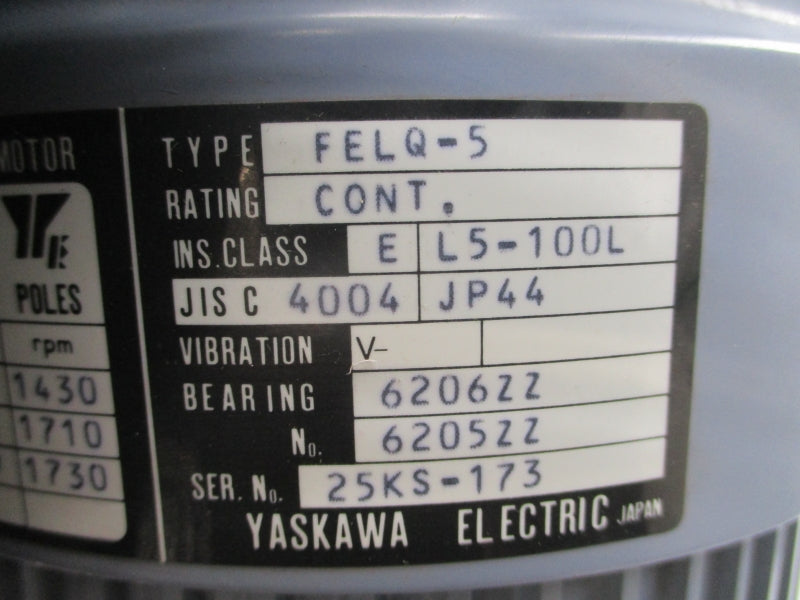 MOTOR
POLES
rpm
1430
1710
1730
TYPE FELQ-5
RATING CONT.
INS.CLASS E L5-100L
JIS C 4004 JP44
VIBRATION V-
BEARING 6206ZZ
No. 6205ZZ
SER. No. 25KS-173
YASKAWA ELECTRIC JAPAN